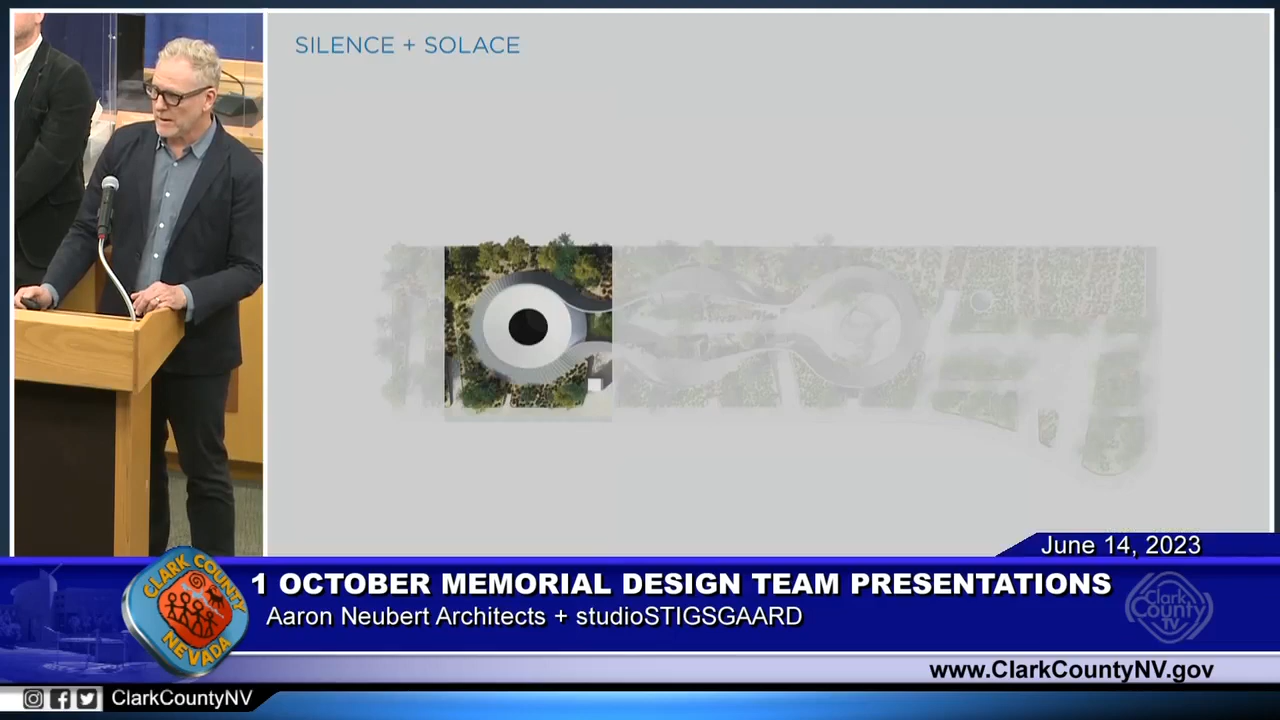 SILENCE + SOLACE
June 14, 2023
1 OCTOBER MEMORIAL DESIGN TEAM PRESENTATIONS
Aaron Neubert Architects + studioSTIGSGAARD
CLARK COUNTY
NEVADA
Clark
County
TV
www.ClarkCountyNV.gov
ClarkCountyNV